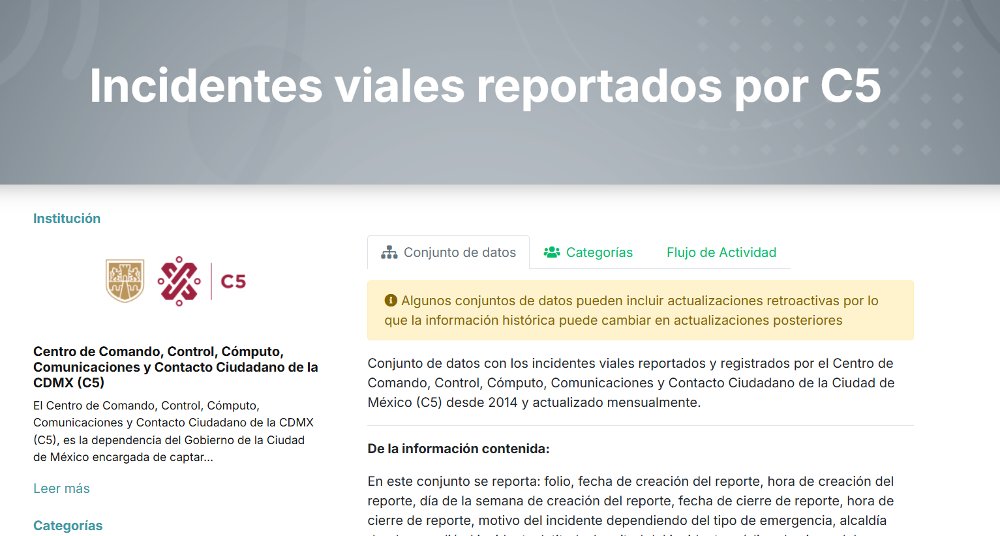 Incidentes viales reportados por C5
Institución
C5
Centro de Comando, Control, Cómputo,
Comunicaciones y Contacto Ciudadano de la
CDMX (C5)
El Centro de Comando, Control, Cómputo,
Comunicaciones y Contacto Ciudadano de la CDMX
(C5), es la dependencia del Gobierno de la Ciudad
de México encargada de captar...
Leer más
Categorías
Conjunto de datos
Categorías
Flujo de Actividad
Algunos conjuntos de datos pueden incluir actualizaciones retroactivas por lo
que la información histórica puede cambiar en actualizaciones posteriores
Conjunto de datos con los incidentes viales reportados y registrados por el Centro de
Comando, Control, Cómputo, Comunicaciones y Contacto Ciudadano de la Ciudad de
México (C5) desde 2014 y actualizado mensualmente.
De la información contenida:
En este conjunto se reporta: folio, fecha de creación del reporte, hora de creación del
reporte, día de la semana de creación del reporte, fecha de cierre de reporte, hora de
cierre de reporte, motivo del incidente dependiendo del tipo de emergencia, alcaldía